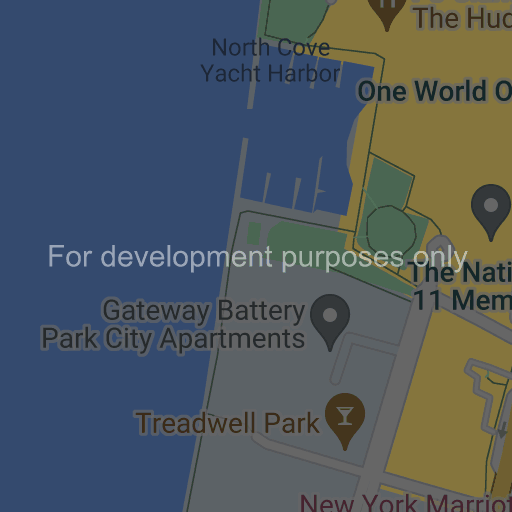 The Hud
North Cove
Yacht Harbor
One World O
For development purposes only
The Nati
11 Mem
Gateway Battery
Park City Apartments
Treadwell Park
New York Marriot